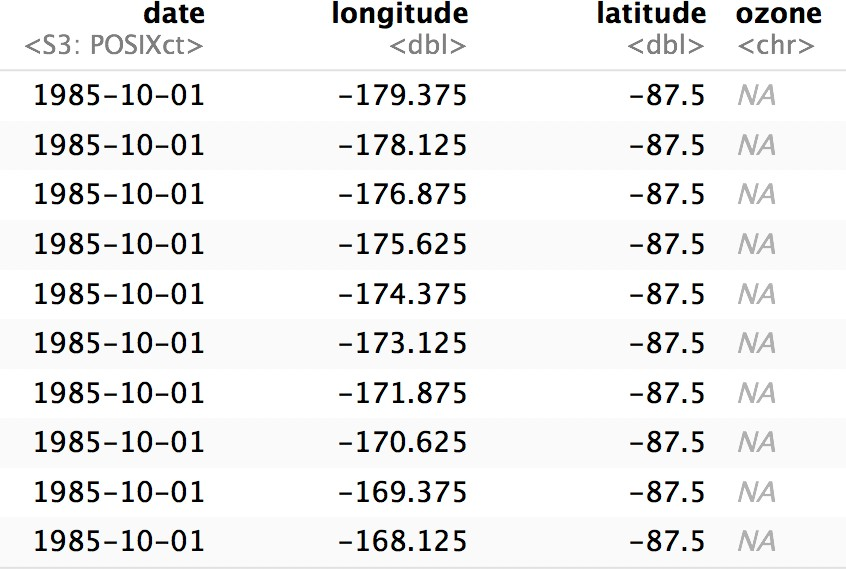 date longitude latitude ozone
<S3: POSIXct> <dbl> <dbl> <chr>
1985-10-01 -179.375 -87.5 NA
1985-10-01 -178.125 -87.5 NA
1985-10-01 -176.875 -87.5 NA
1985-10-01 -175.625 -87.5 NA
1985-10-01 -174.375 -87.5 NA
1985-10-01 -173.125 -87.5 NA
1985-10-01 -171.875 -87.5 NA
1985-10-01 -170.625 -87.5 NA
1985-10-01 -169.375 -87.5 NA
1985-10-01 -168.125 -87.5 NA